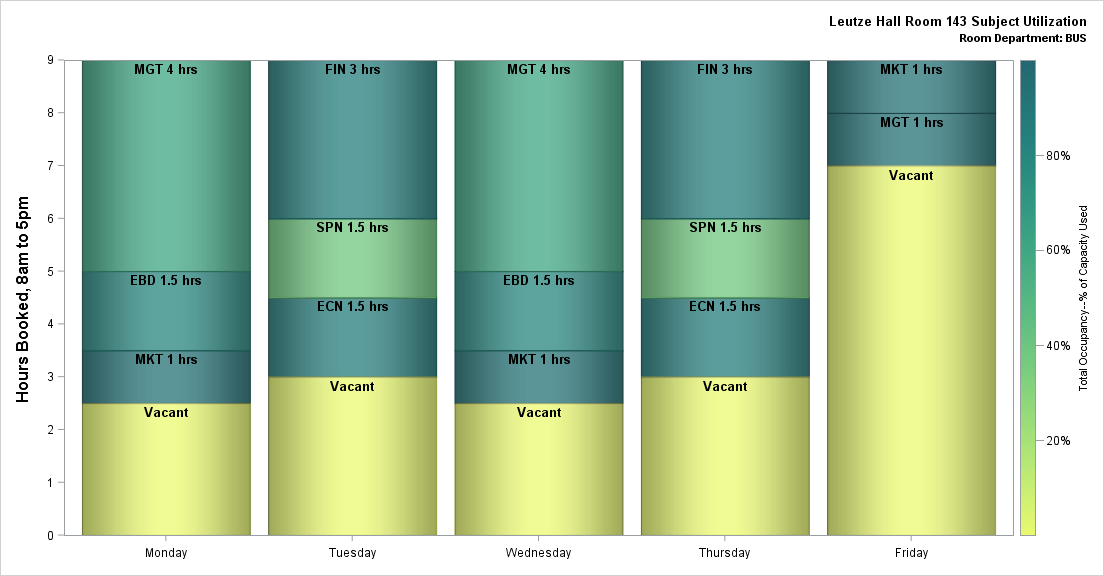 Leutze Hall Room 143 Subject Utilization
Room Department: BUS
Hours Booked, 8am to 5pm
9
8
7
6
5
4
3
2
1
0
MGT 4 hrs
EBD 1.5 hrs
MKT 1 hrs
Vacant
FIN 3 hrs
SPN 1.5 hrs
ECN 1.5 hrs
Vacant
MGT 4 hrs
EBD 1.5 hrs
MKT 1 hrs
Vacant
FIN 3 hrs
SPN 1.5 hrs
ECN 1.5 hrs
Vacant
MKT 1 hrs
MGT 1 hrs
Vacant
Monday
Tuesday
Wednesday
Thursday
Friday
80%
60%
40%
20%
Total Occupancy--% of Capacity Used